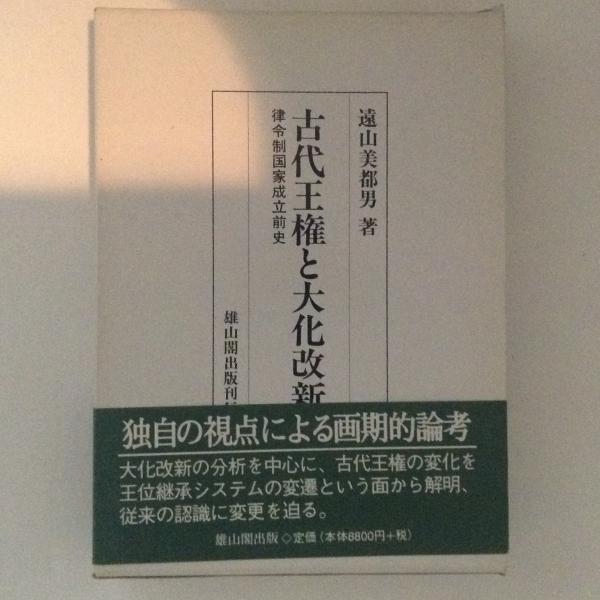 遠山美都男 著
古代王権と大化改新
律令制国家成立前史
雄山閣出版刊
独自の視点による画期的論考
大化改新の分析を中心に、古代王権の変化を
王位継承システムの変遷という面から解明、
従来の認識に変更を迫る。
雄山閣出版◇定価（本体8800円＋税）